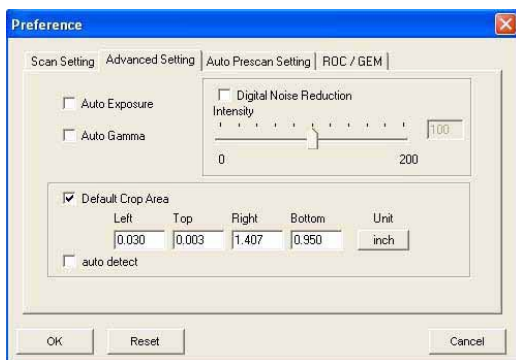 Preference
Scan Setting Advanced Setting Auto Prescan Setting ROC / GEM
Auto Exposure
Auto Gamma
Digital Noise Reduction
Intensity
100
0 200
Default Crop Area
Left Top Right Bottom Unit
0.030 0.003 1.407 0.950 inch
auto detect
OK Reset Cancel